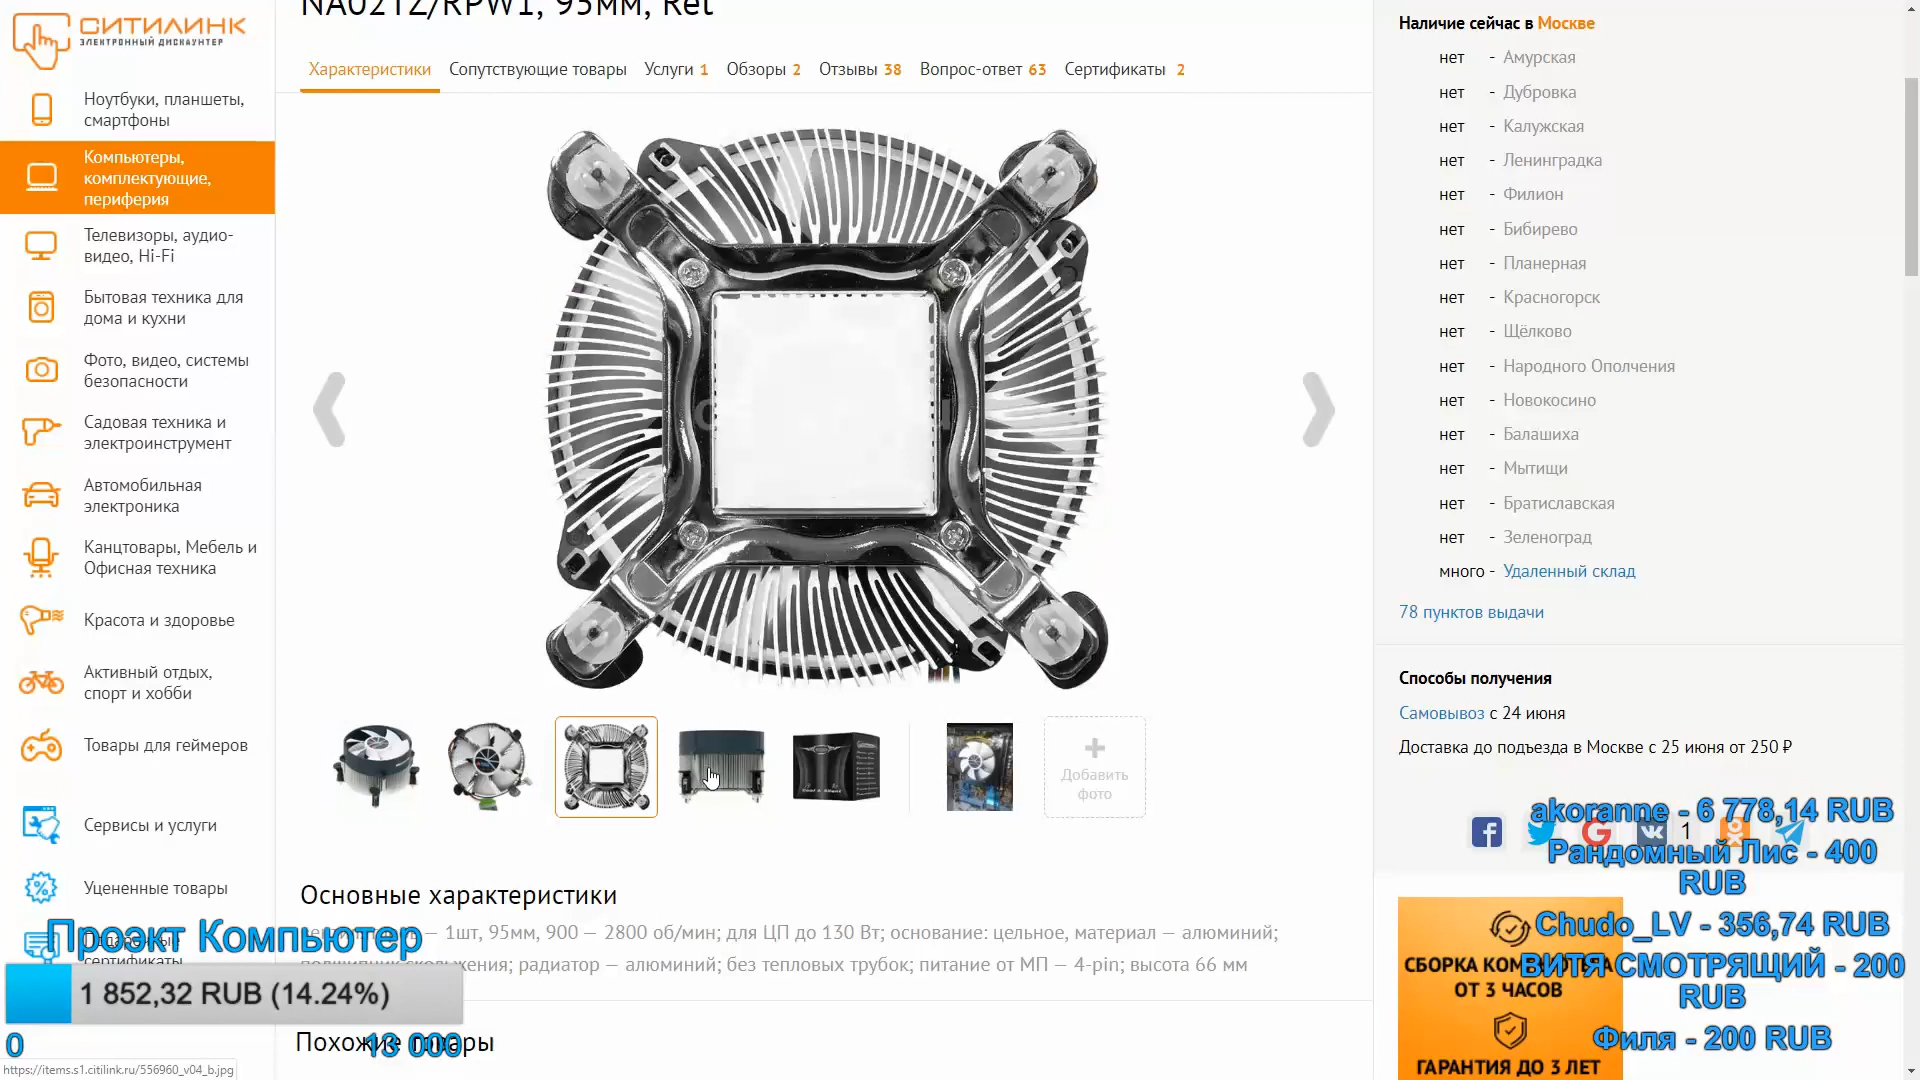 NA02TZ/RPW1, 95мм, Ret
СИТИЛИНК
ЭЛЕКТРОННЫЙ ДИСКАУНТЕР
Ноутбуки, планшеты,
смартфоны
Компьютеры,
комплектующие,
периферия
Телевизоры, аудио-
видео, Hi-Fi
Бытовая техника для
дома и кухни
Фото, видео, системы
безопасности
Садовая техника и
электроинструмент
Автомобильная
электроника
Канцтовары, Мебель и
Офисная техника
Красота и здоровье
Активный отдых,
спорт и хобби
Товары для геймеров
Сервисы и услуги
Уцененные товары
Подарочные
сертификаты
Проэкт Компьютер
1 852,32 RUB (14.24%)
0
13 000
https://items.s1.citilink.ru/556960_v04_b.jpg
Характеристики
Сопутствующие товары
Услуги 1
Обзоры 2
Отзывы 38
Вопрос-ответ 63
Сертификаты 2
Добавить
фото
Основные характеристики
— 1шт, 95мм, 900 — 2800 об/мин; для ЦП до 130 Вт; основание: цельное, материал — алюминий;
подшипник скольжения; радиатор — алюминий; без тепловых трубок; питание от МП — 4-pin; высота 66 мм
Похожие товары
Наличие сейчас в Москве
нет - Амурская
нет - Дубровка
нет - Калужская
нет - Ленинградка
нет - Филион
нет - Бибирево
нет - Планерная
нет - Красногорск
нет - Щёлково
нет - Народного Ополчения
нет - Новокосино
нет - Балашиха
нет - Мытищи
нет - Братиславская
нет - Зеленоград
много - Удаленный склад
78 пунктов выдачи
Способы получения
Самовывоз с 24 июня
Доставка до подъезда в Москве с 25 июня от 250 ₽
1
akoranne - 6 778,14 RUB
Рандомный Лис - 400
RUB
Chudo_LV - 356,74 RUB
ВИТЯ СМОТРЯЩИЙ - 200
RUB
Филя - 200 RUB
СБОРКА КОМПЬЮТЕРА
ОТ 3 ЧАСОВ
ГАРАНТИЯ ДО 3 ЛЕТ